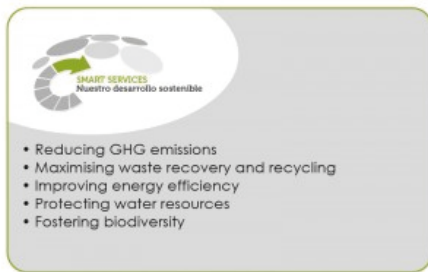 SMART SERVICES
Nuestro desarrollo sostenible
• Reducing GHG emissions
• Maximising waste recovery and recycling
• Improving energy efficiency
• Protecting water resources
• Fostering biodiversity